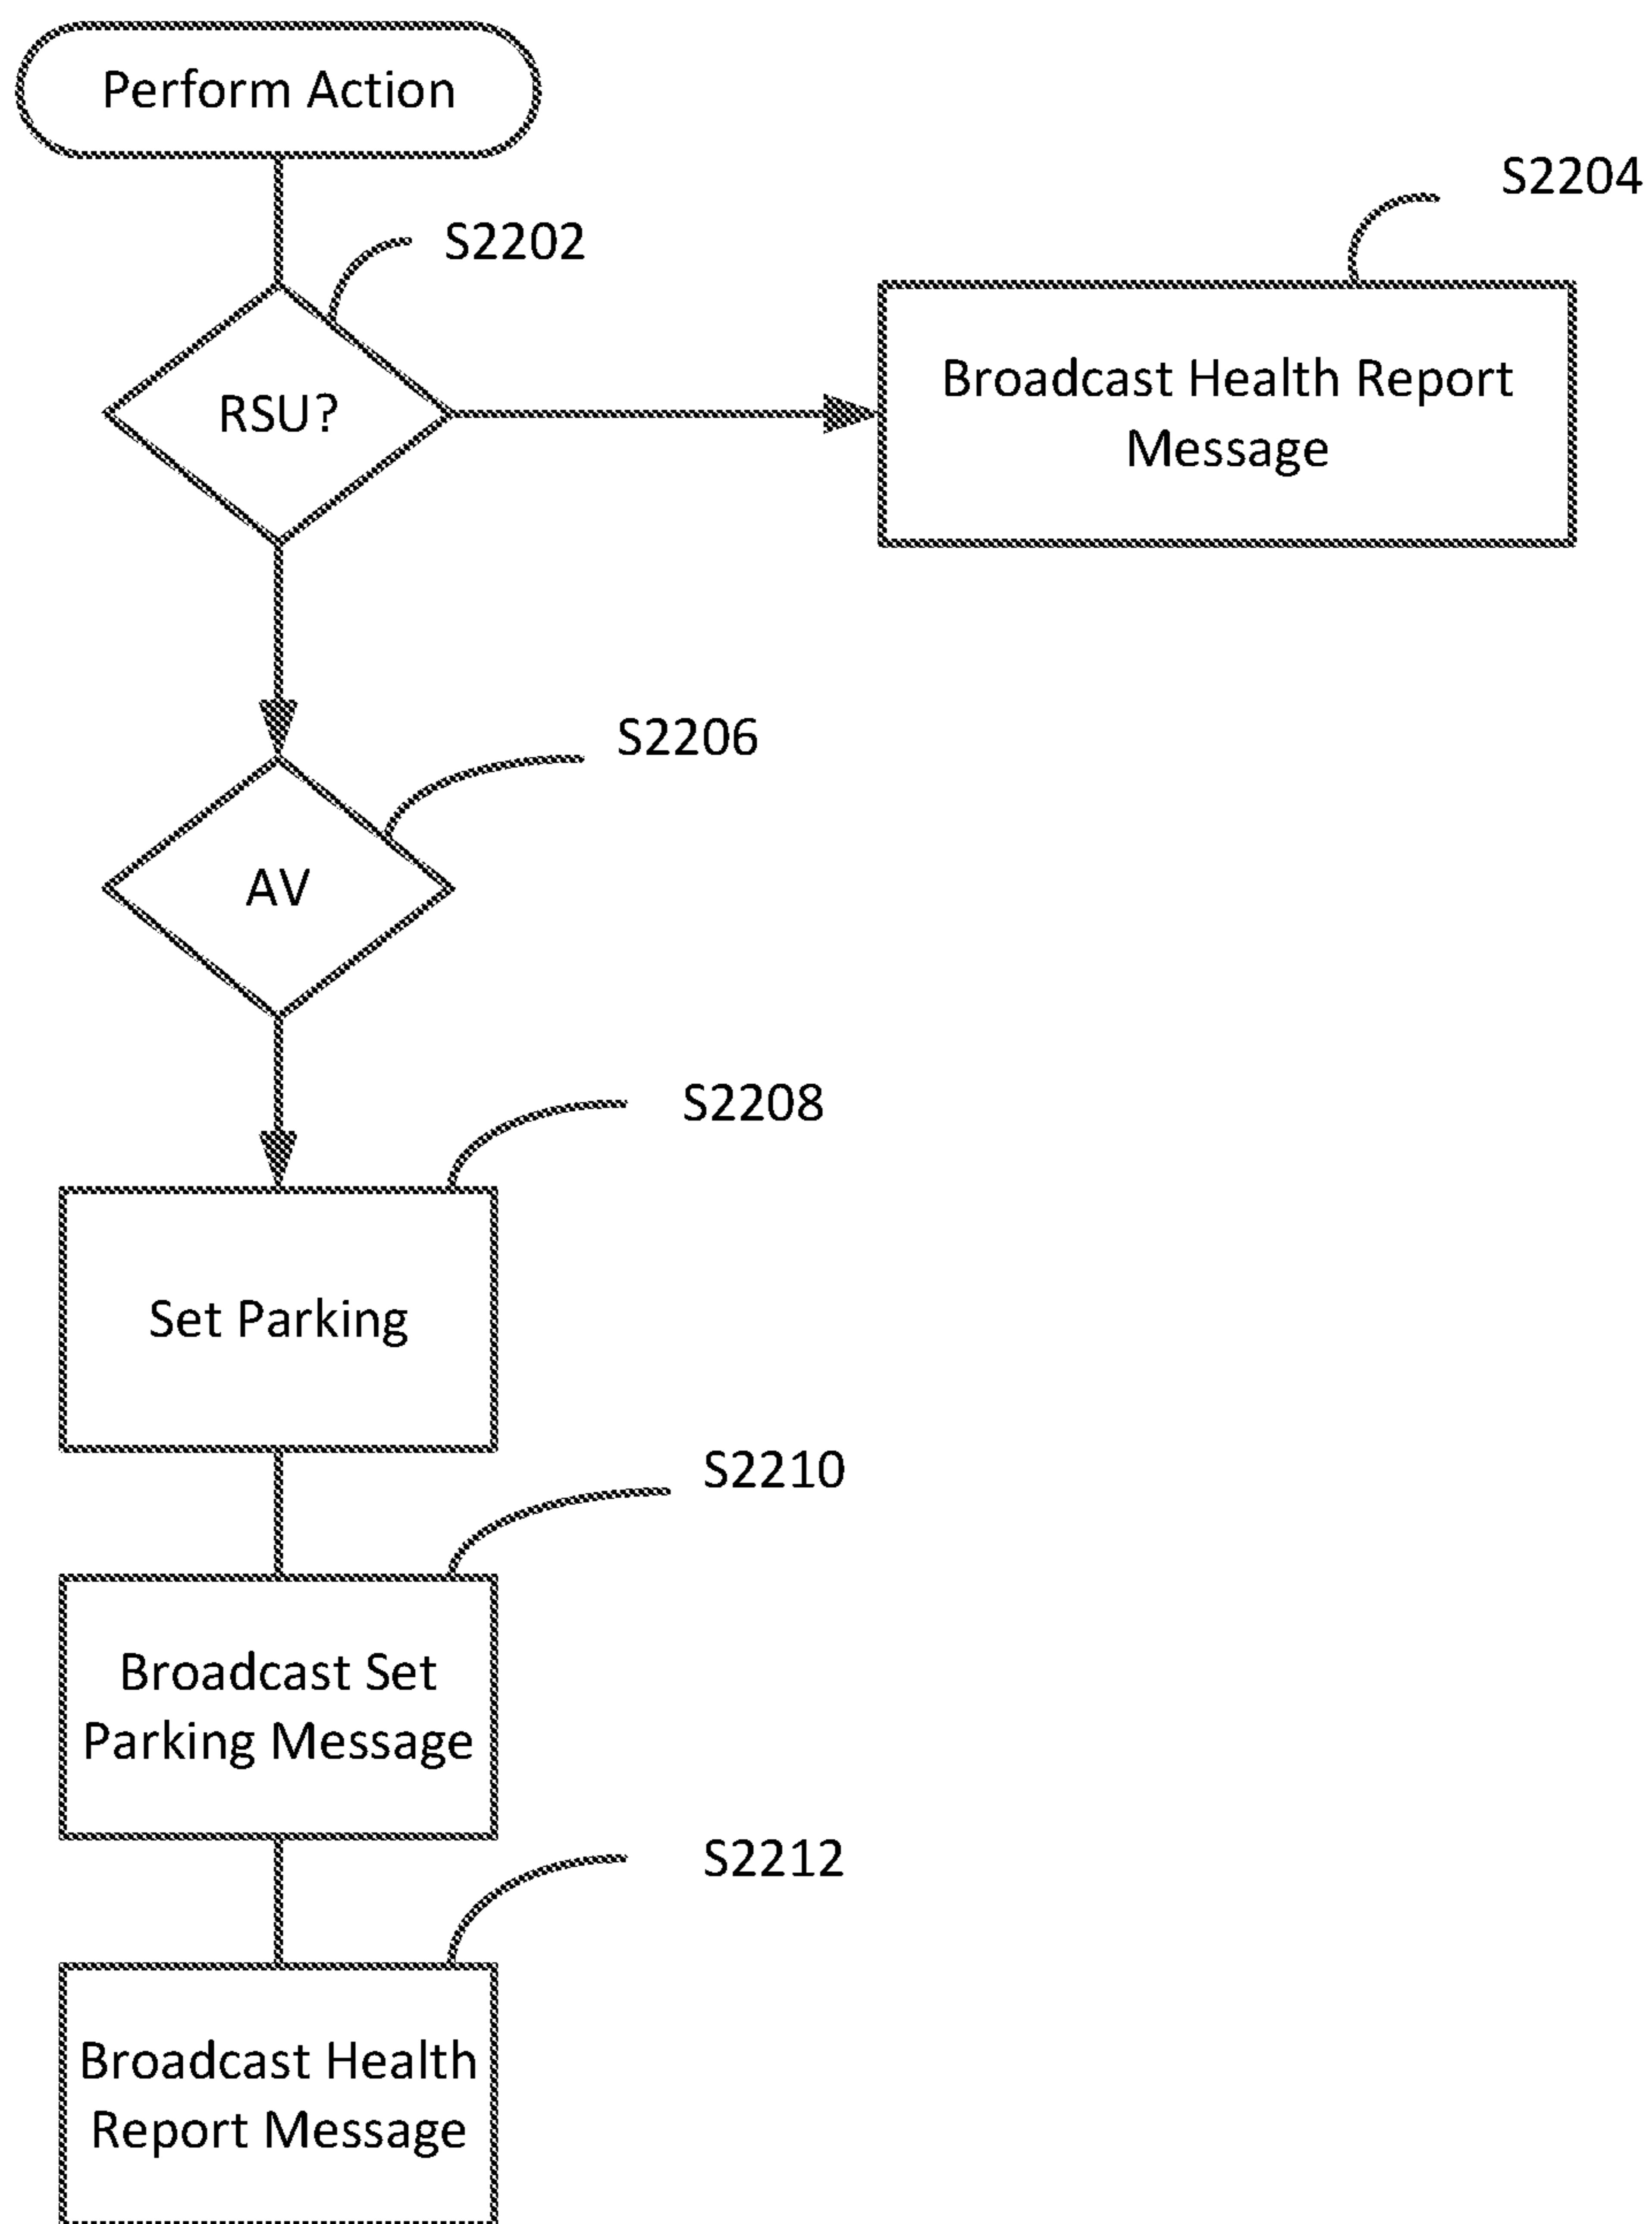 Perform Action
S2204
S2202
Broadcast Health Report
Message
RSU?
S2206
AV
S2208
Set Parking
S2210
Broadcast Set
Parking Message
S2212
Broadcast Health
Report Message